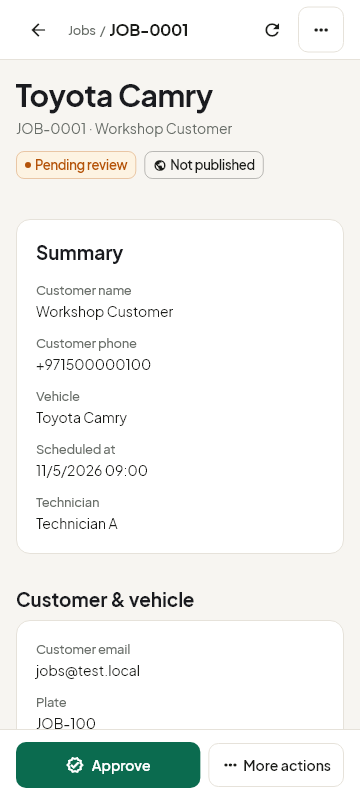 Jobs / JOB-0001
Toyota Camry
JOB-0001 · Workshop Customer
Pending review
Not published
Summary
Customer name
Workshop Customer
Customer phone
+971500000100
Vehicle
Toyota Camry
Scheduled at
11/5/2026 09:00
Technician
Technician A
Customer & vehicle
Customer email
jobs@test.local
Plate
JOB-100
Approve
More actions